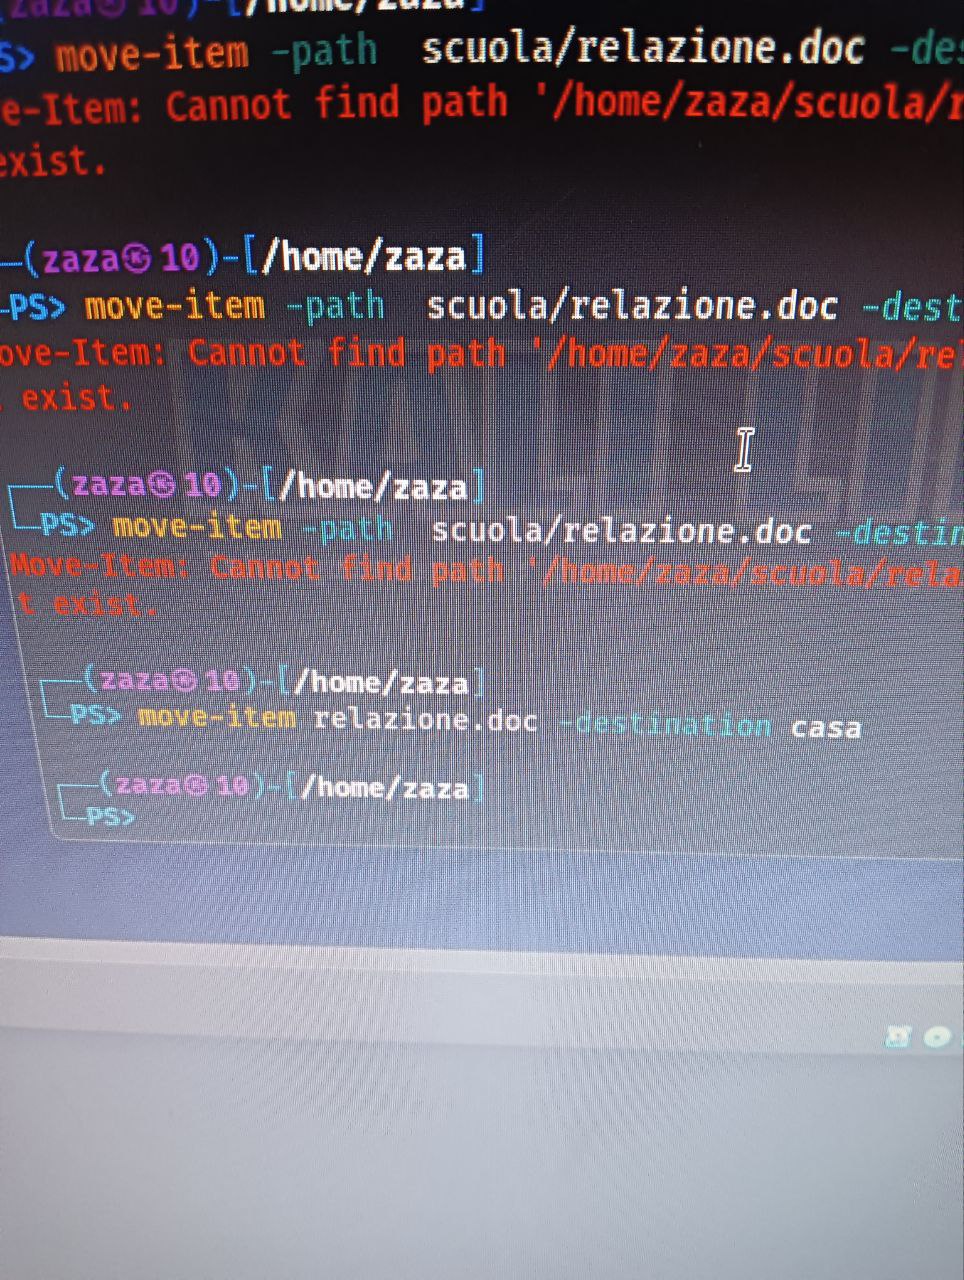 zaza㉿10)-[/home/zaza]
PS> move-item -path  scuola/relazione.doc -des
e-Item: Cannot find path '/home/zaza/scuola/r
exist.
—(zaza㉿10)-[/home/zaza]
-PS> move-item -path  scuola/relazione.doc -dest
ove-Item: Cannot find path '/home/zaza/scuola/rel
exist.
┌──(zaza㉿10)-[/home/zaza]
└─PS> move-item -path  scuola/relazione.doc -destin
Move-Item: Cannot find path '/home/zaza/scuola/rela
t exist.
┌──(zaza㉿10)-[/home/zaza]
└─PS> move-item relazione.doc -destination casa
┌──(zaza㉿10)-[/home/zaza]
└─PS>